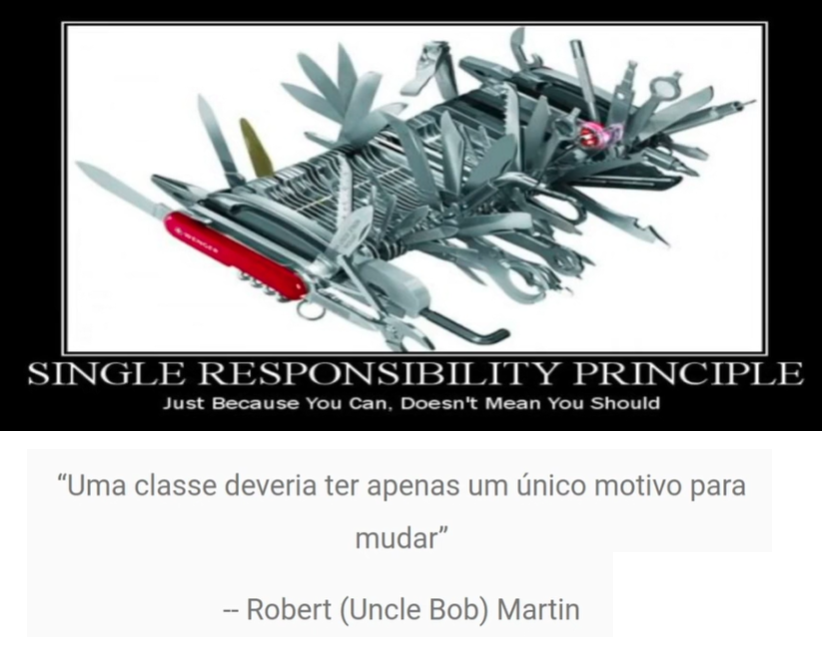 WENGER
SINGLE RESPONSIBILITY PRINCIPLE
Just Because You Can, Doesn't Mean You Should
“Uma classe deveria ter apenas um único motivo para
mudar”
-- Robert (Uncle Bob) Martin